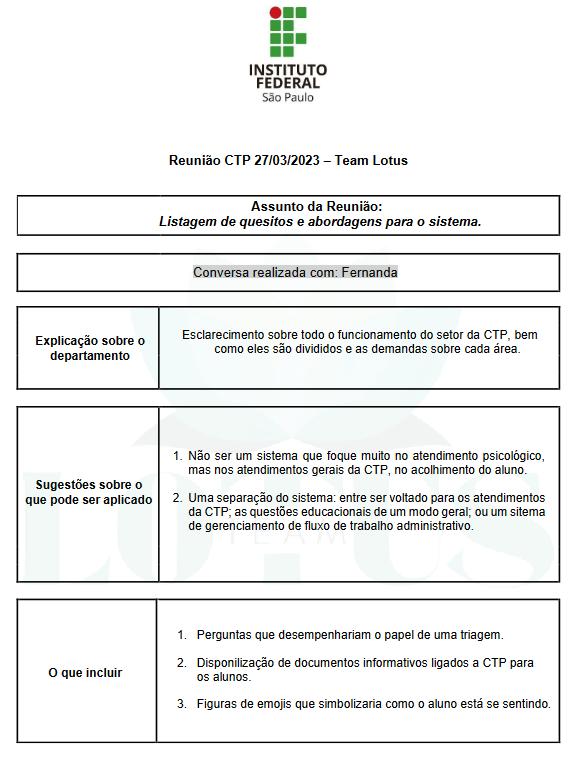 INSTITUTO
FEDERAL
São Paulo
Reunião CTP 27/03/2023 – Team Lotus
Assunto da Reunião:
Listagem de quesitos e abordagens para o sistema.
Conversa realizada com: Fernanda
Explicação sobre o
departamento
Esclarecimento sobre todo o funcionamento do setor da CTP, bem
como eles são divididos e as demandas sobre cada área.
Sugestões sobre o
que pode ser aplicado
1. Não ser um sistema que foque muito no atendimento psicológico,
mas nos atendimentos gerais da CTP, no acolhimento do aluno.
2. Uma separação do sistema: entre ser voltado para os atendimentos
da CTP; as questões educacionais de um modo geral; ou um sitema
de gerenciamento de fluxo de trabalho administrativo.
LOTUS
TEAM
O que incluir
1. Perguntas que desempenhariam o papel de uma triagem.
2. Disponilização de documentos informativos ligados a CTP para
os alunos.
3. Figuras de emojis que simbolizaria como o aluno está se sentindo.